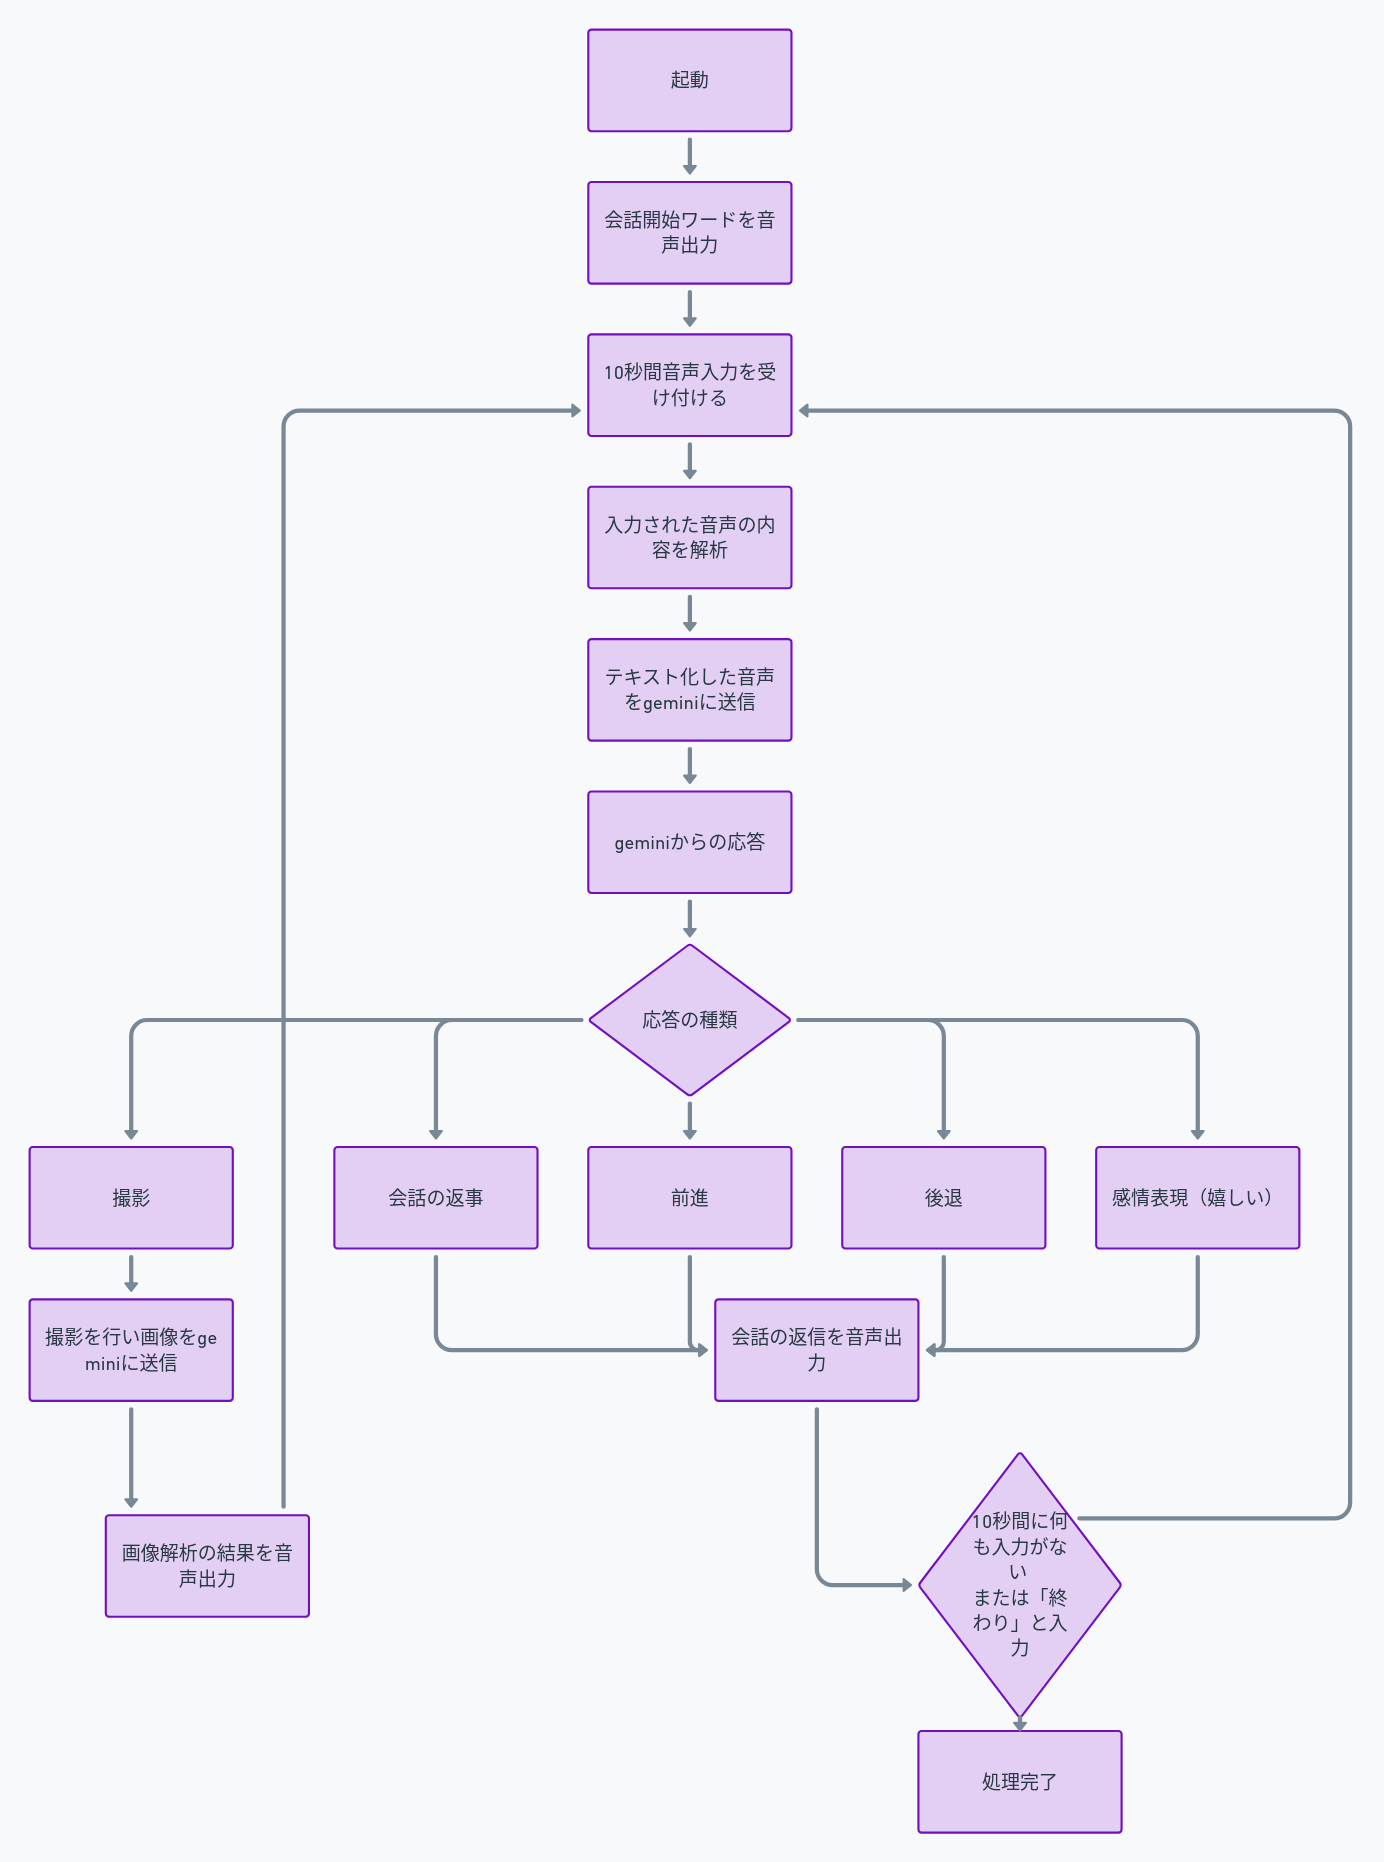 起動
会話開始ワードを音
声出力
10秒間音声入力を受
け付ける
入力された音声の内
容を解析
テキスト化した音声
をgeminiに送信
geminiからの応答
応答の種類
撮影
会話の返事
前進
後退
感情表現（嬉しい）
撮影を行い画像をge
miniに送信
会話の返信を音声出
力
画像解析の結果を音
声出力
10秒間に何
も入力がな
い
または「終
わり」と入
力
処理完了